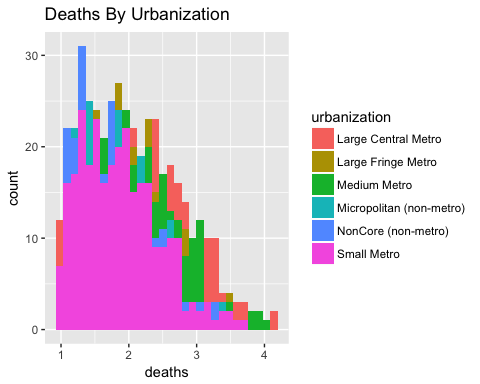 Deaths By Urbanization
30
20
10
0
count
1 2 3 4
deaths
urbanization
Large Central Metro
Large Fringe Metro
Medium Metro
Micropolitan (non-metro)
NonCore (non-metro)
Small Metro